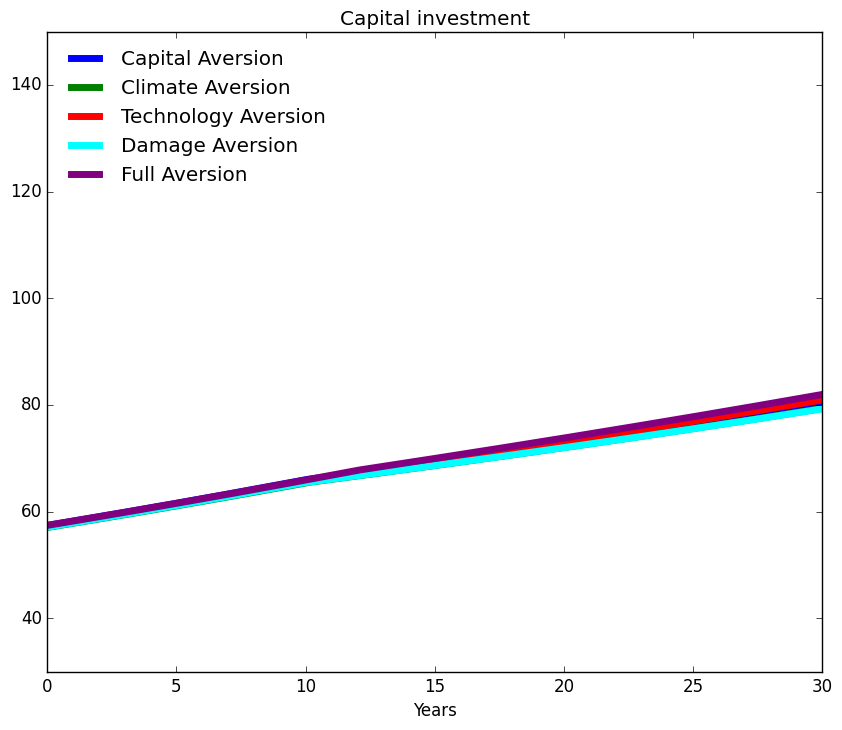 Capital investment
Capital Aversion
Climate Aversion
Technology Aversion
Damage Aversion
Full Aversion
140
120
100
80
60
40
0 5 10 15 20 25 30
Years